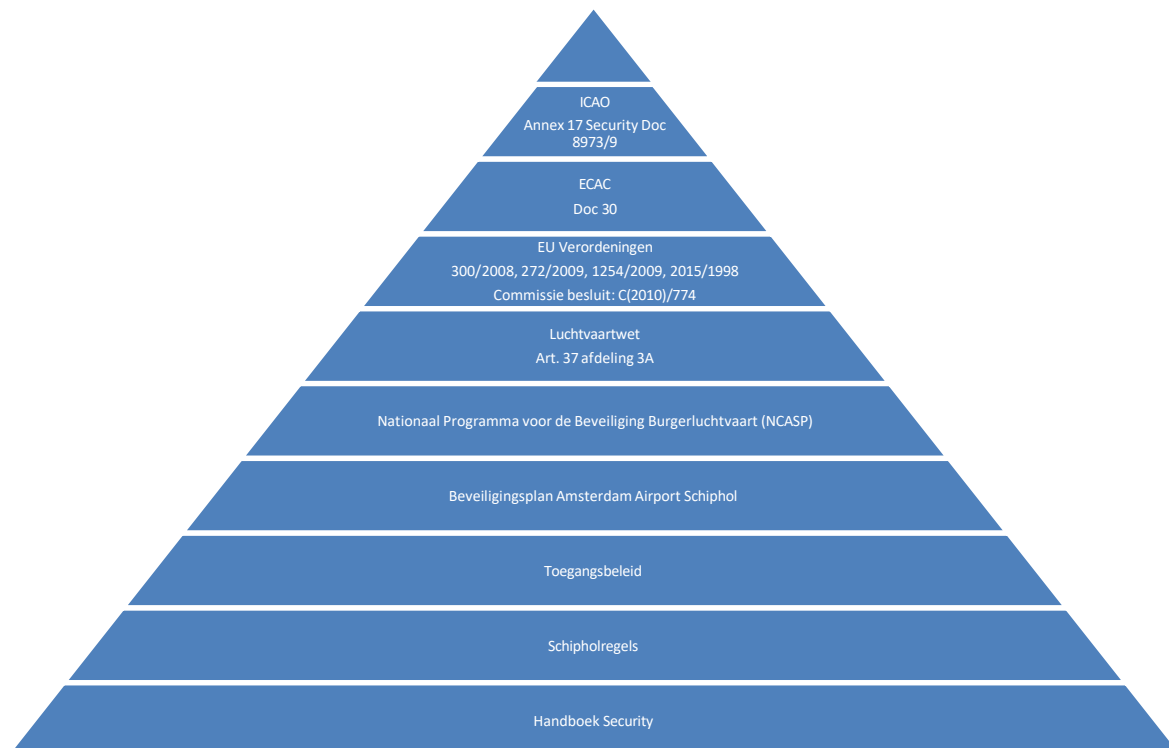 ICAO
Annex 17 Security Doc
8973/9
ECAC
Doc 30
EU Verordeningen
300/2008, 272/2009, 1254/2009, 2015/1998
Commissie besluit: C(2010)/774
Luchtvaartwet
Art. 37 afdeling 3A
Nationaal Programma voor de Beveiliging Burgerluchtvaart (NCASP)
Beveiligingsplan Amsterdam Airport Schiphol
Toegangsbeleid
Schipholregels
Handboek Security